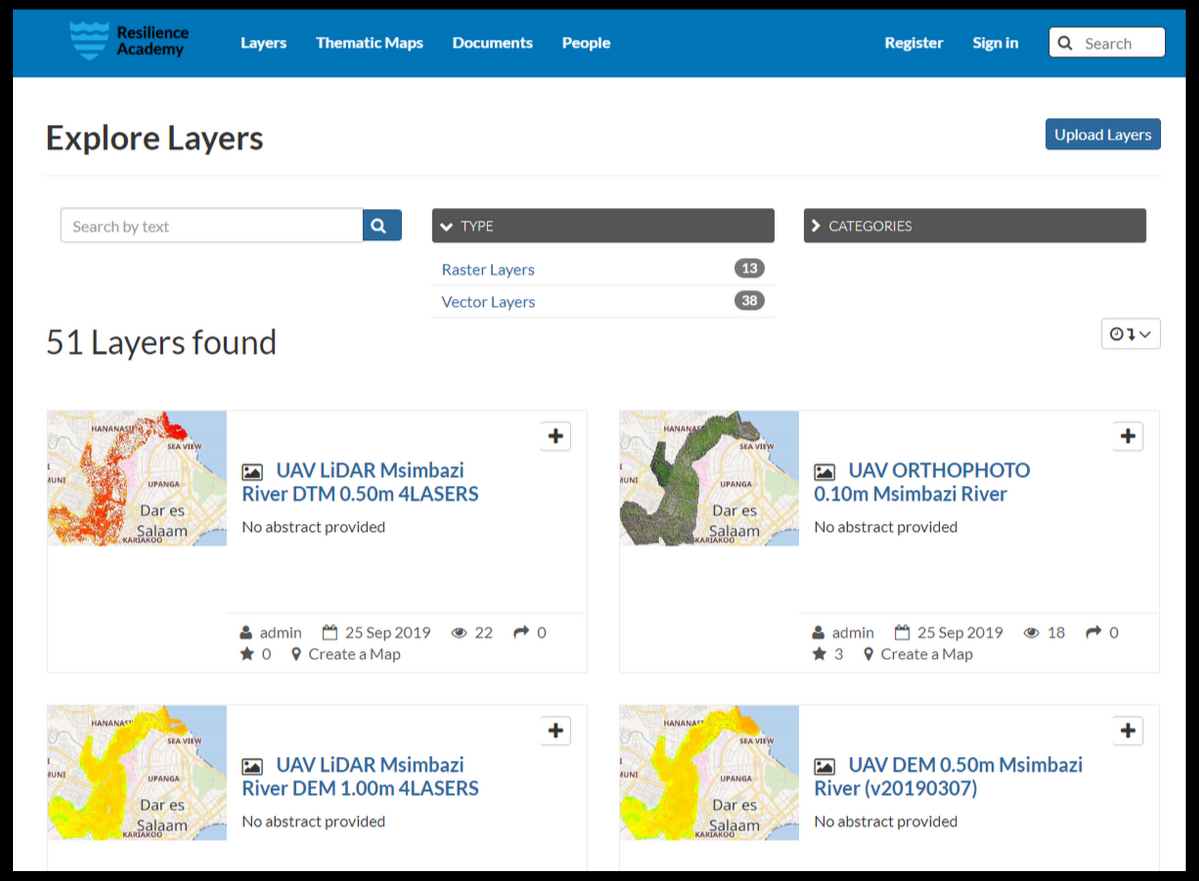 Resilience
Academy
Layers Thematic Maps Documents People Register Sign in Search
Explore Layers
Upload Layers
Search by text
TYPE
CATEGORIES
Raster Layers 13
Vector Layers 38
51 Layers found
HANANASIF
SEA VIEW
MUNI
UPANGA
Dar es
Salaam
KARIAKOO
UAV LiDAR Msimbazi
River DTM 0.50m 4LASERS
No abstract provided
admin 25 Sep 2019 22 0
0 Create a Map
HANANAS
SEA VIEW
MUNI
UPANGA
Dar es
Salaam
KARIAKOO
UAV ORTHOPHOTO
0.10m Msimbazi River
No abstract provided
admin 25 Sep 2019 18 0
3 Create a Map
HANANAS
SEA VIEW
MUNI
UPANGA
Dar es
Salaam
KARIAKOO
UAV LiDAR Msimbazi
River DEM 1.00m 4LASERS
No abstract provided
HANANAS
SEA VIEW
MUNI
UPANGA
Dar es
Salaam
KARIAKOO
UAV DEM 0.50m Msimbazi
River (v20190307)
No abstract provided